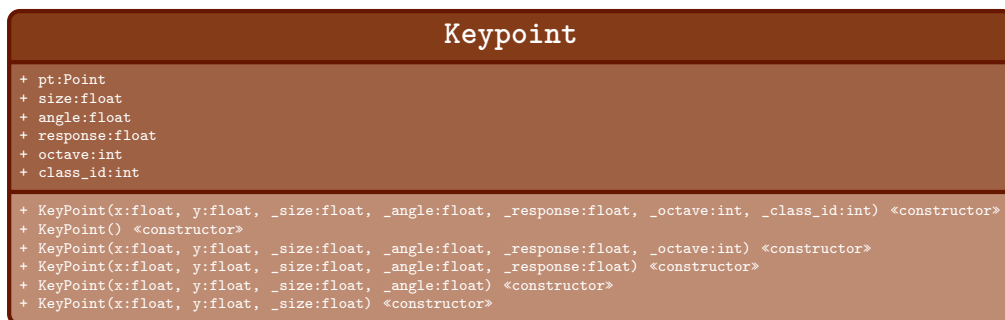 Keypoint
+ pt:Point
+ size:float
+ angle:float
+ response:float
+ octave:int
+ class_id:int
+ KeyPoint(x:float, y:float, _size:float, _angle:float, _response:float, _octave:int, _class_id:int) «constructor»
+ KeyPoint() «constructor»
+ KeyPoint(x:float, y:float, _size:float, _angle:float, _response:float, _octave:int) «constructor»
+ KeyPoint(x:float, y:float, _size:float, _angle:float, _response:float) «constructor»
+ KeyPoint(x:float, y:float, _size:float, _angle:float) «constructor»
+ KeyPoint(x:float, y:float, _size:float) «constructor»